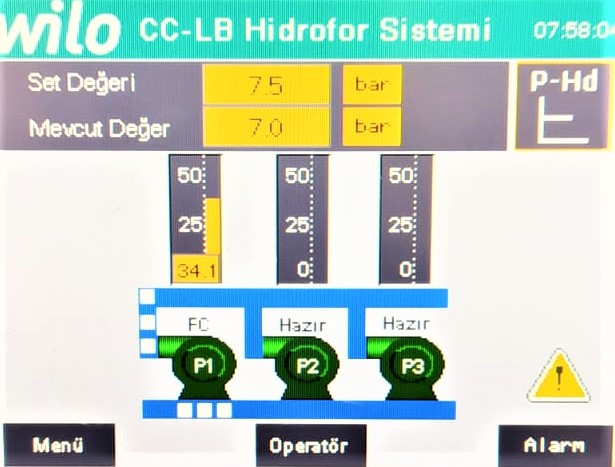 wilo CC-LB Hidrofor Sistemi 07:58:04
Set Değeri 7.5 bar
P-Hd
Mevcut Değer 7.0 bar
50 50 50
25 25 25
34.1 0 0
FC Hazır Hazır
P1 P2 P3
!
Menü Operatör Alarm